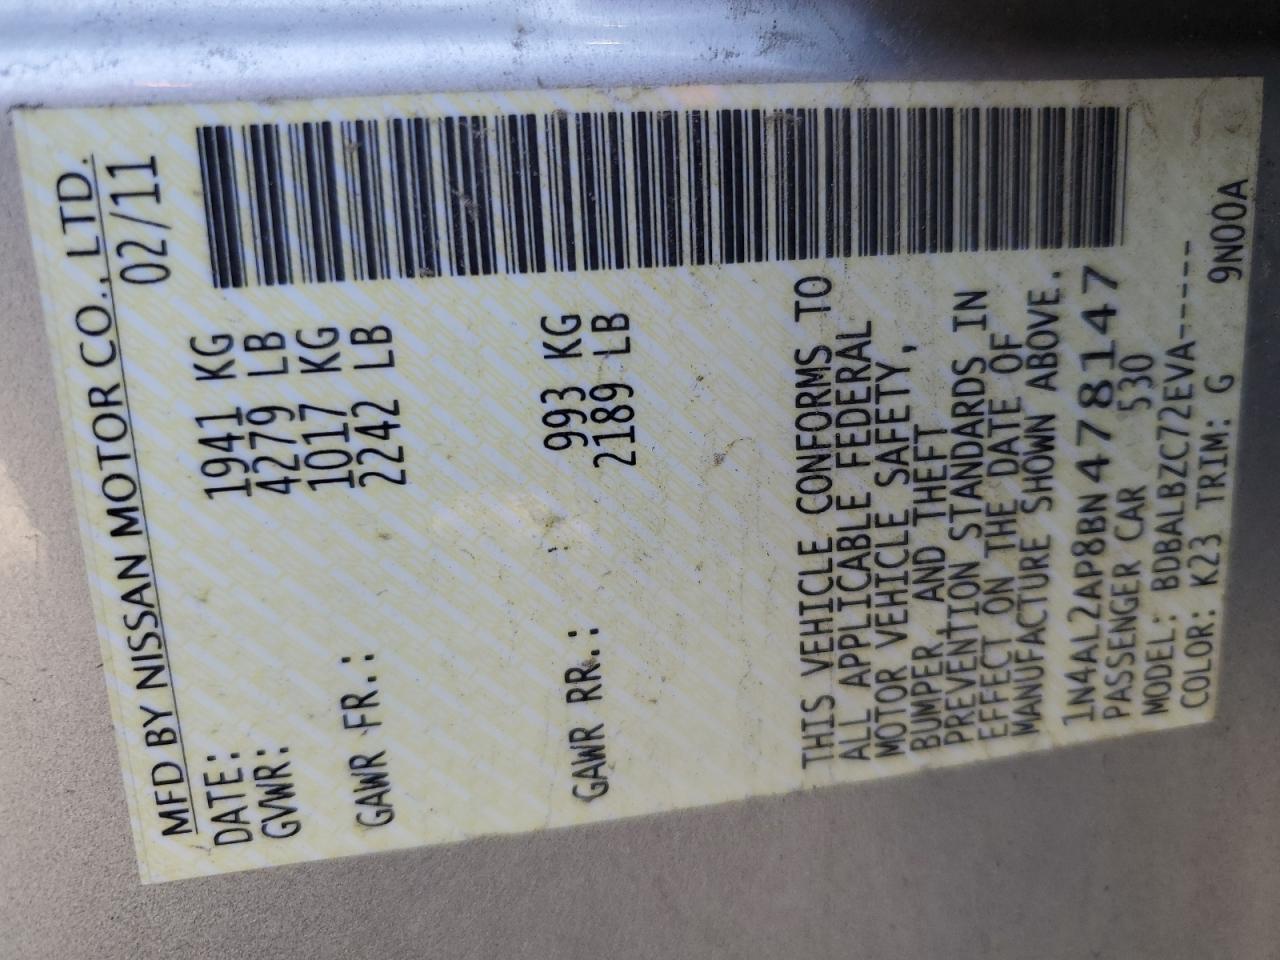 MFD BY NISSAN MOTOR CO., LTD.
DATE: 02/11
GVWR: 1941 KG
4279 LB
GAWR FR.: 1017 KG
2242 LB
GAWR RR.: 993 KG
2189 LB
THIS VEHICLE CONFORMS TO
ALL APPLICABLE FEDERAL
MOTOR VEHICLE SAFETY,
BUMPER AND THEFT
PREVENTION STANDARDS IN
EFFECT ON THE DATE OF
MANUFACTURE SHOWN ABOVE.
1N4AL2AP8BN478147
PASSENGER CAR 530
MODEL: BDBALBZC72EVA-----
COLOR: K23 TRIM: G 9N00A